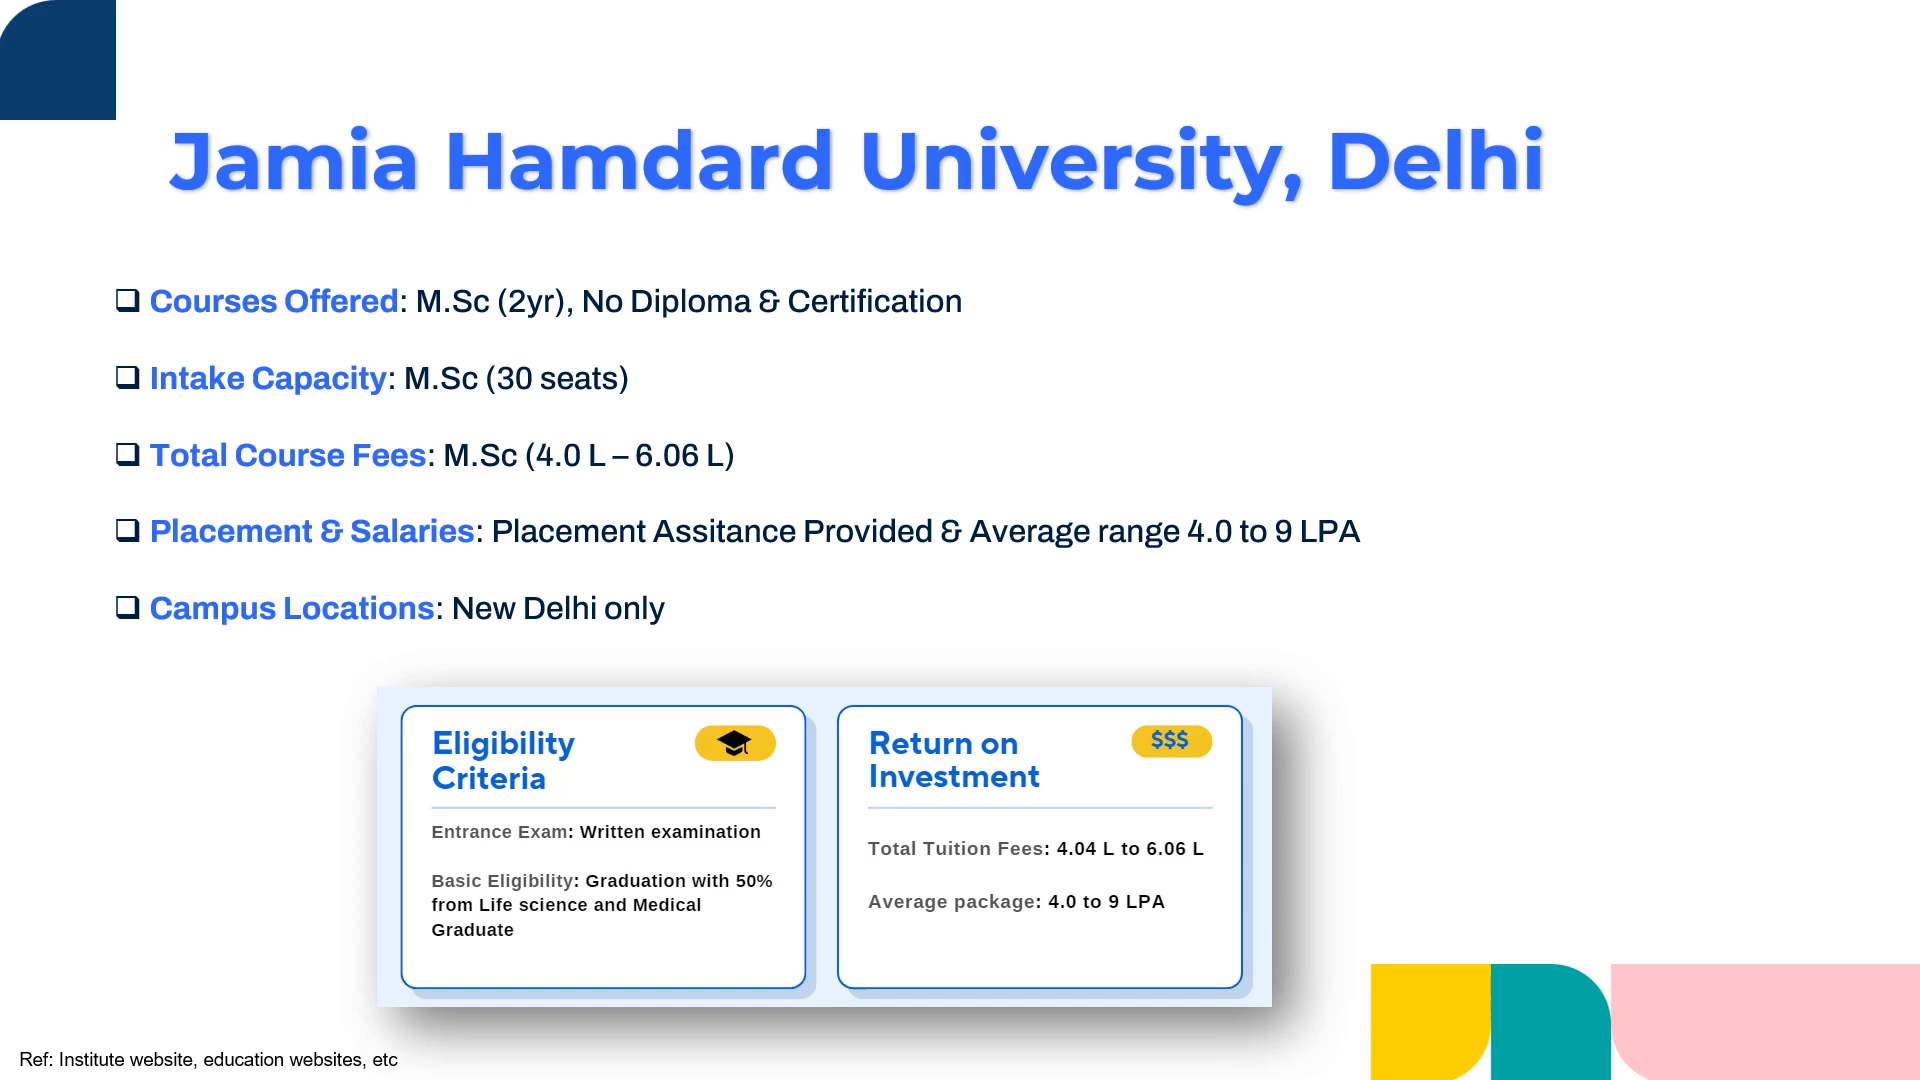 Jamia Hamdard University, Delhi
❑ Courses Offered: M.Sc (2yr), No Diploma & Certification
❑ Intake Capacity: M.Sc (30 seats)
❑ Total Course Fees: M.Sc (4.0 L – 6.06 L)
❑ Placement & Salaries: Placement Assitance Provided & Average range 4.0 to 9 LPA
❑ Campus Locations: New Delhi only
Eligibility
Criteria
Entrance Exam: Written examination
Basic Eligibility: Graduation with 50%
from Life science and Medical
Graduate
Return on
Investment
$$$
Total Tuition Fees: 4.04 L to 6.06 L
Average package: 4.0 to 9 LPA
Ref: Institute website, education websites, etc